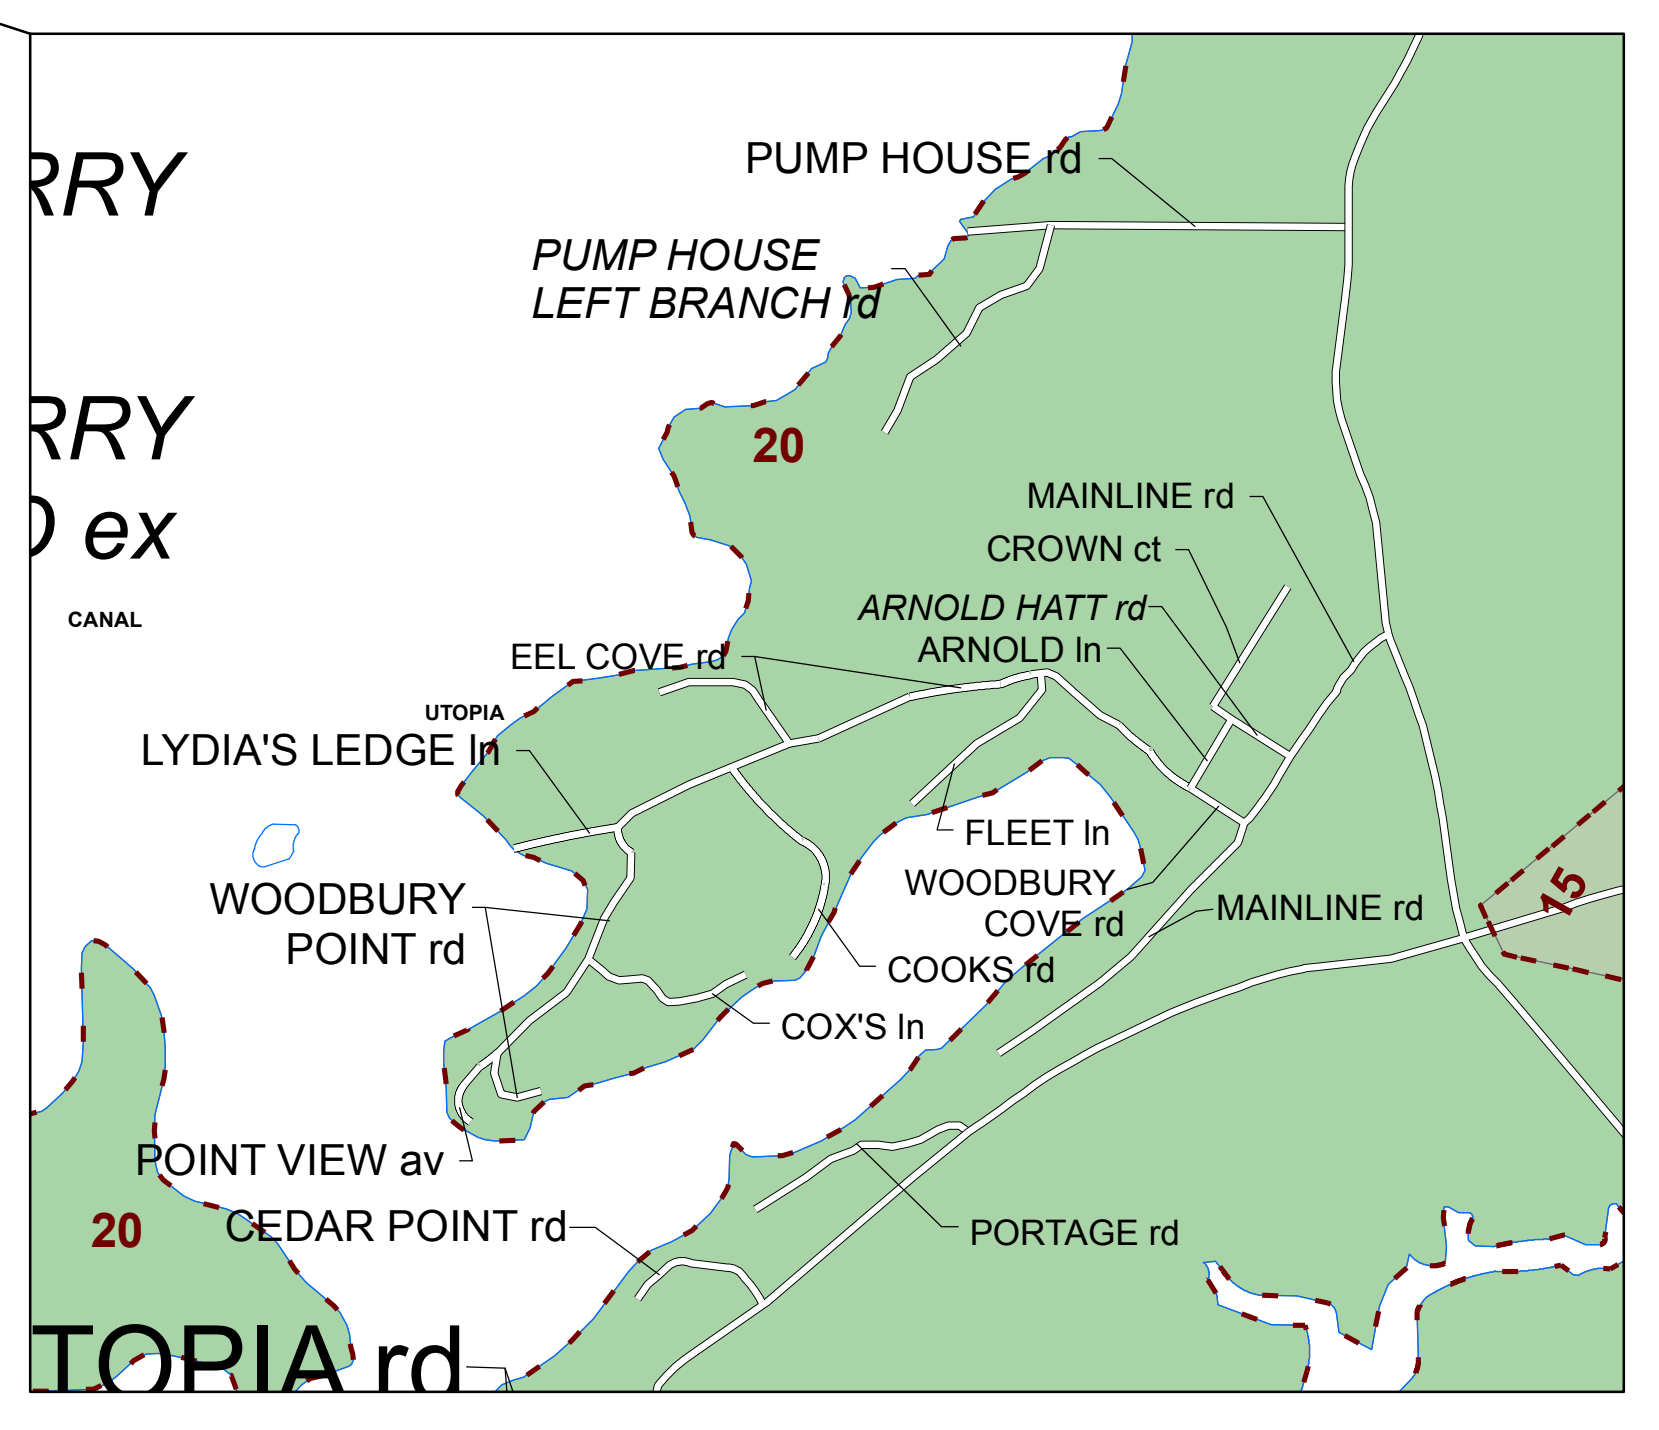 PUMP HOUSE rd
RRY
PUMP HOUSE
LEFT BRANCH rd
RRY
20
MAINLINE rd
ex
CROWN ct
ARNOLD HATT rd
CANAL
ARNOLD ln
EEL COVE rd
UTOPIA
LYDIA'S LEDGE ln
FLEET ln
WOODBURY
COVE rd
15
WOODBURY
POINT rd
MAINLINE rd
COOKS rd
COX'S ln
POINT VIEW av
20
CEDAR POINT rd
PORTAGE rd
TOPIA rd